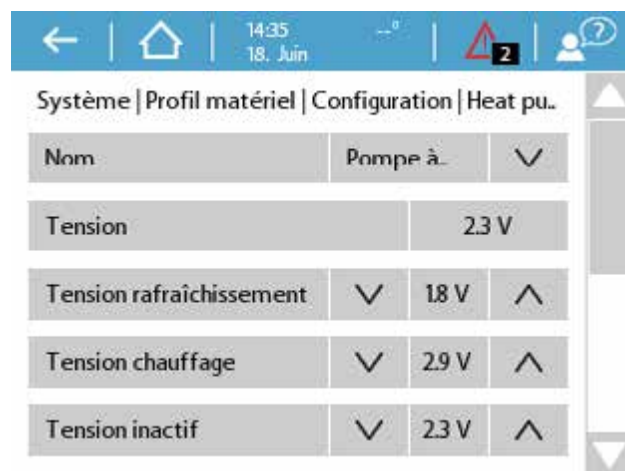 14:35
--°
18. Juin
2
?
Système | Profil matériel | Configuration | Heat pu..
Nom Pompe à..
Tension 2.3 V
Tension rafraîchissement 1.8 V
Tension chauffage 2.9 V
Tension inactif 2.3 V